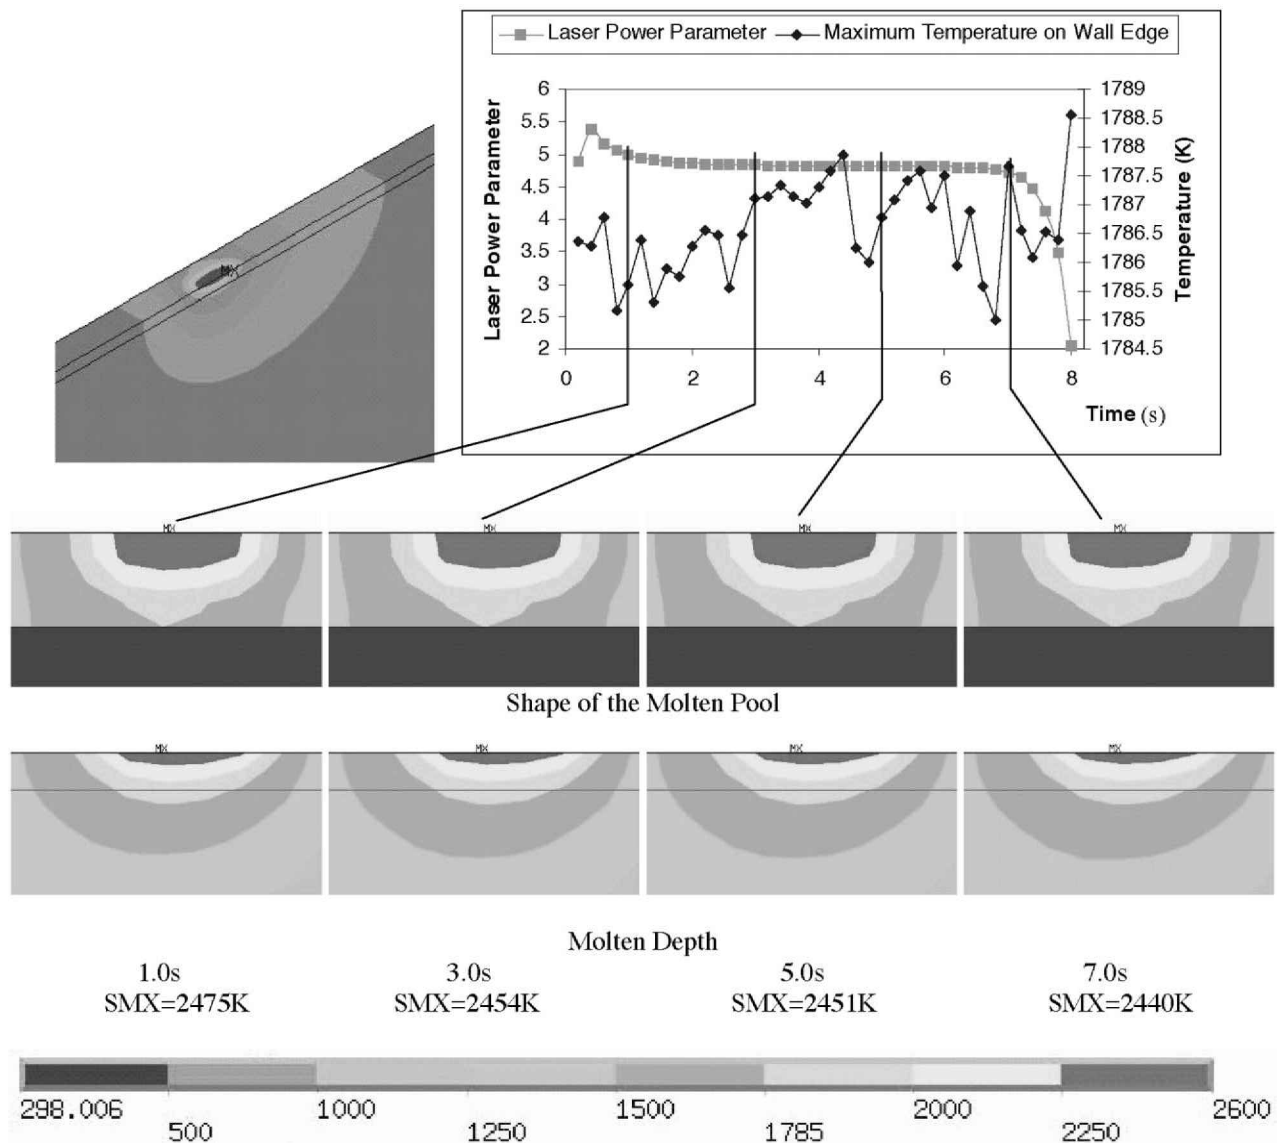 Laser Power Parameter Maximum Temperature on Wall Edge
Laser Power Parameter
6
5.5
5
4.5
4
3.5
3
2.5
2
1789
1788.5
1788
1787.5
1787
1786.5
1786
1785.5
1785
1784.5
Temperature (K)
0 2 4 6 8
Time (s)
MX
MX MX MX MX
Shape of the Molten Pool
MX MX MX MX
Molten Depth
1.0s 3.0s 5.0s 7.0s
SMX=2475K SMX=2454K SMX=2451K SMX=2440K
298.006 1000 1500 2000 2600
500 1250 1785 2250